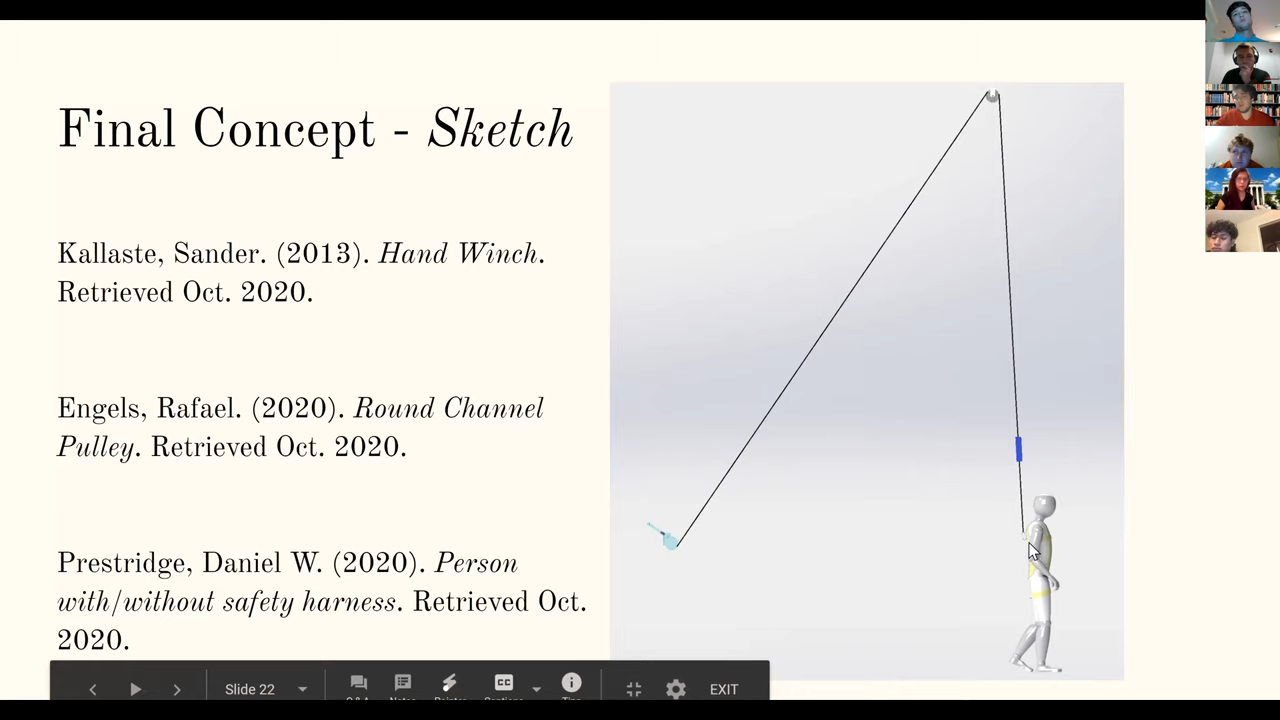 Final Concept - Sketch
Kallaste, Sander. (2013). Hand Winch.
Retrieved Oct. 2020.
Engels, Rafael. (2020). Round Channel
Pulley. Retrieved Oct. 2020.
Prestridge, Daniel W. (2020). Person
with/without safety harness. Retrieved Oct.
2020.
Slide 22
CC
EXIT